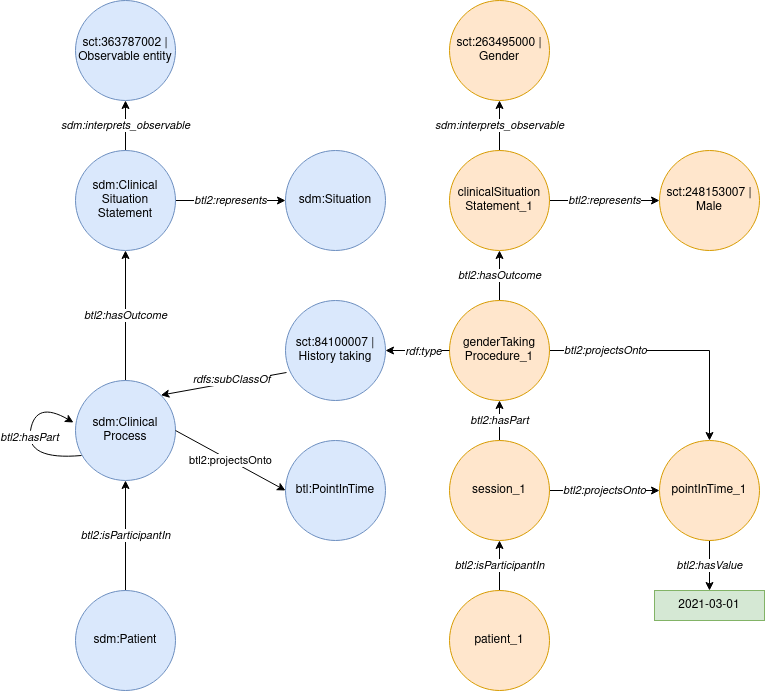 sct:363787002 |
Observable entity
sct:263495000 |
Gender
sdm:interprets_observable
sdm:interprets_observable
sdm:Clinical
Situation
Statement
btl2:represents
sdm:Situation
clinicalSituation
Statement_1
btl2:represents
sct:248153007 |
Male
btl2:hasOutcome
btl2:hasOutcome
sct:84100007 |
History taking
rdf:type
genderTaking
Procedure_1
btl2:projectsOnto
rdfs:subClassOf
btl2:hasPart
sdm:Clinical
Process
btl2:hasPart
btl2:projectsOnto
btl:PointInTime
session_1
btl2:projectsOnto
pointInTime_1
btl2:isParticipantIn
btl2:isParticipantIn
btl2:hasValue
2021-03-01
sdm:Patient
patient_1